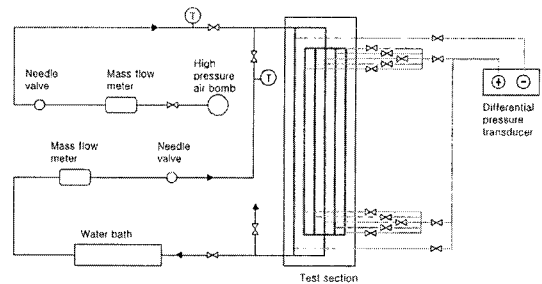 T
T
Needle
valve
Mass flow
meter
High
pressure
air bomb
+ −
Differential
pressure
transducer
Mass flow
meter
Needle
valve
Water bath
Test section